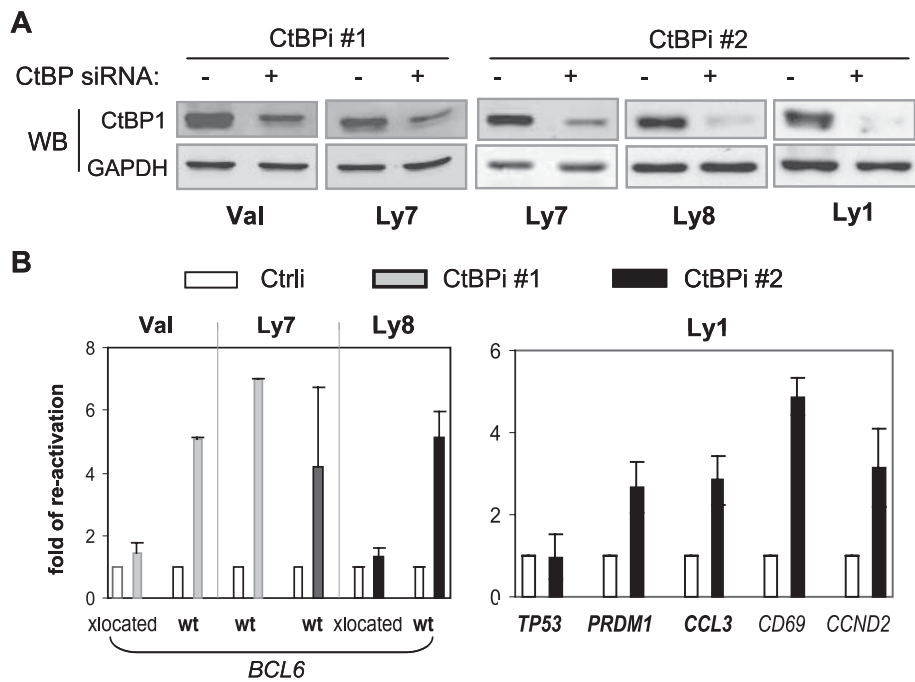 A
CtBPi #1 CtBPi #2
CtBP siRNA: - + - + - + - + - +
WB
CtBP1
GAPDH
Val Ly7 Ly7 Ly8 Ly1
B
Ctrli CtBPi #1 CtBPi #2
Val Ly7 Ly8 Ly1
fold of re-activation
8
6
4
2
0
xlocated wt wt wt xlocated wt
BCL6
6
4
2
0
TP53 PRDM1 CCL3 CD69 CCND2